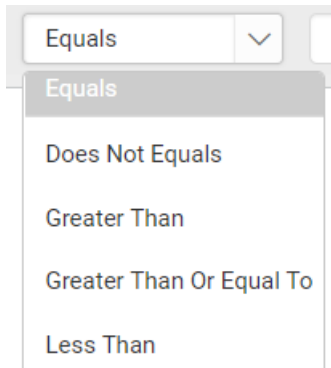 Equals
Equals
Does Not Equals
Greater Than
Greater Than Or Equal To
Less Than